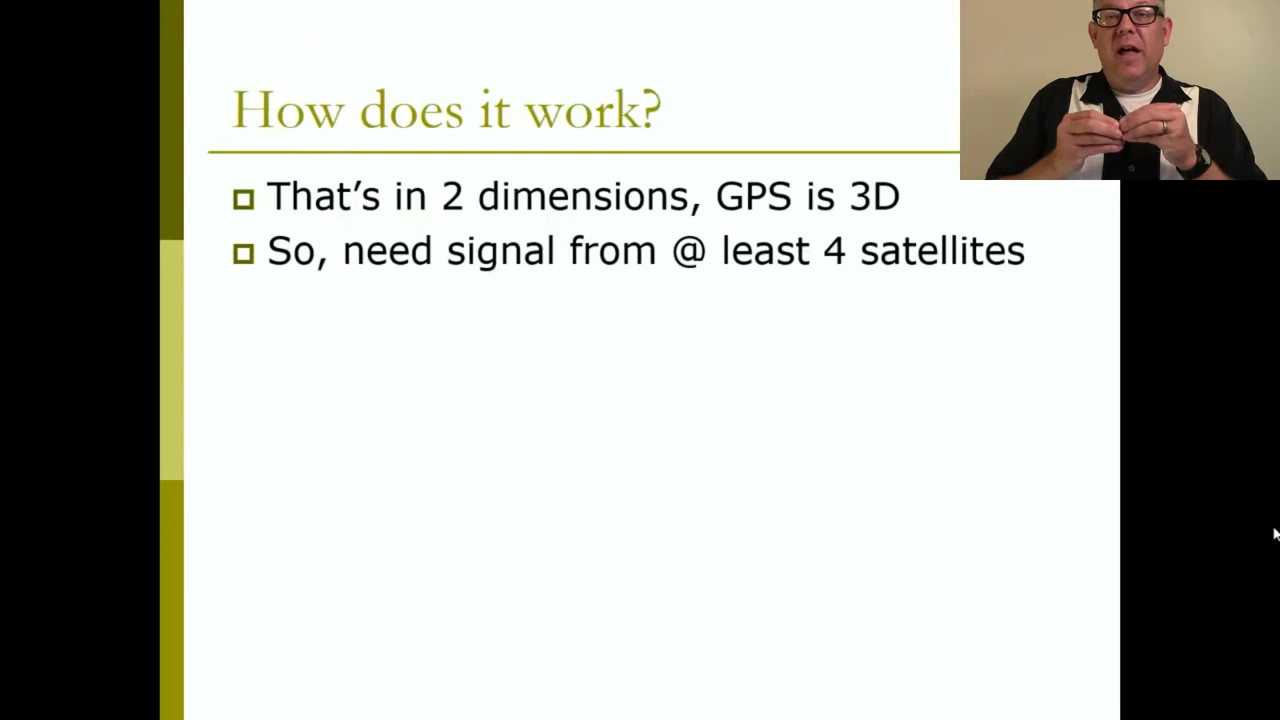 How does it work?
That's in 2 dimensions, GPS is 3D
So, need signal from @ least 4 satellites